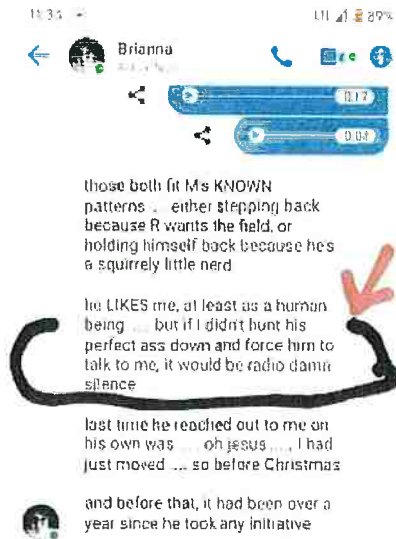 11:33
89%
Brianna
0:17
0:04
those both fit M's KNOWN
patterns ... either stepping back
because R wants the field, or
holding himself back because he's
a squirrely little nerd
he LIKES me, at least as a human
being .... but if I didn't hunt his
perfect ass down and force him to
talk to me, it would be radio damn
silence
last time he reached out to me on
his own was .... oh jesus .... I had
just moved .... so before Christmas
and before that, it had been over a
year since he took any initiative